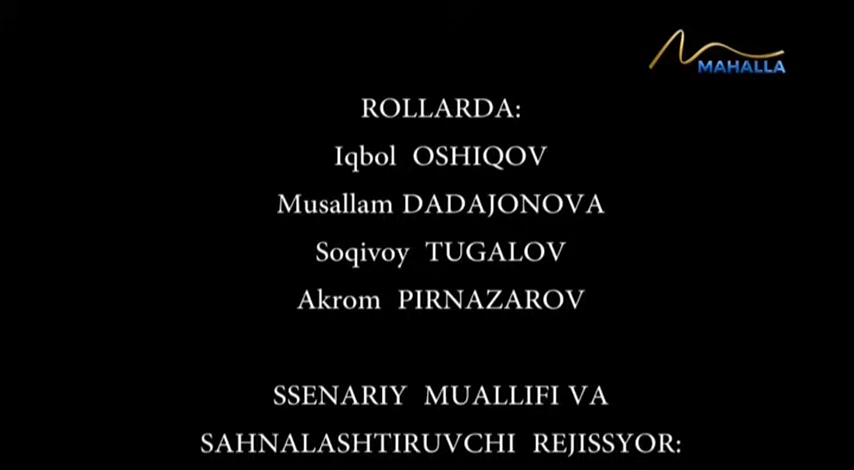 MAHALLA
ROLLARDA:
Iqbol OSHIQOV
Musallam DADAJONOVA
Soqivoy TUGALOV
Akrom PIRNAZAROV
SSENARIY MUALLIFI VA
SAHNALASHTIRUVCHI REJISSYOR: